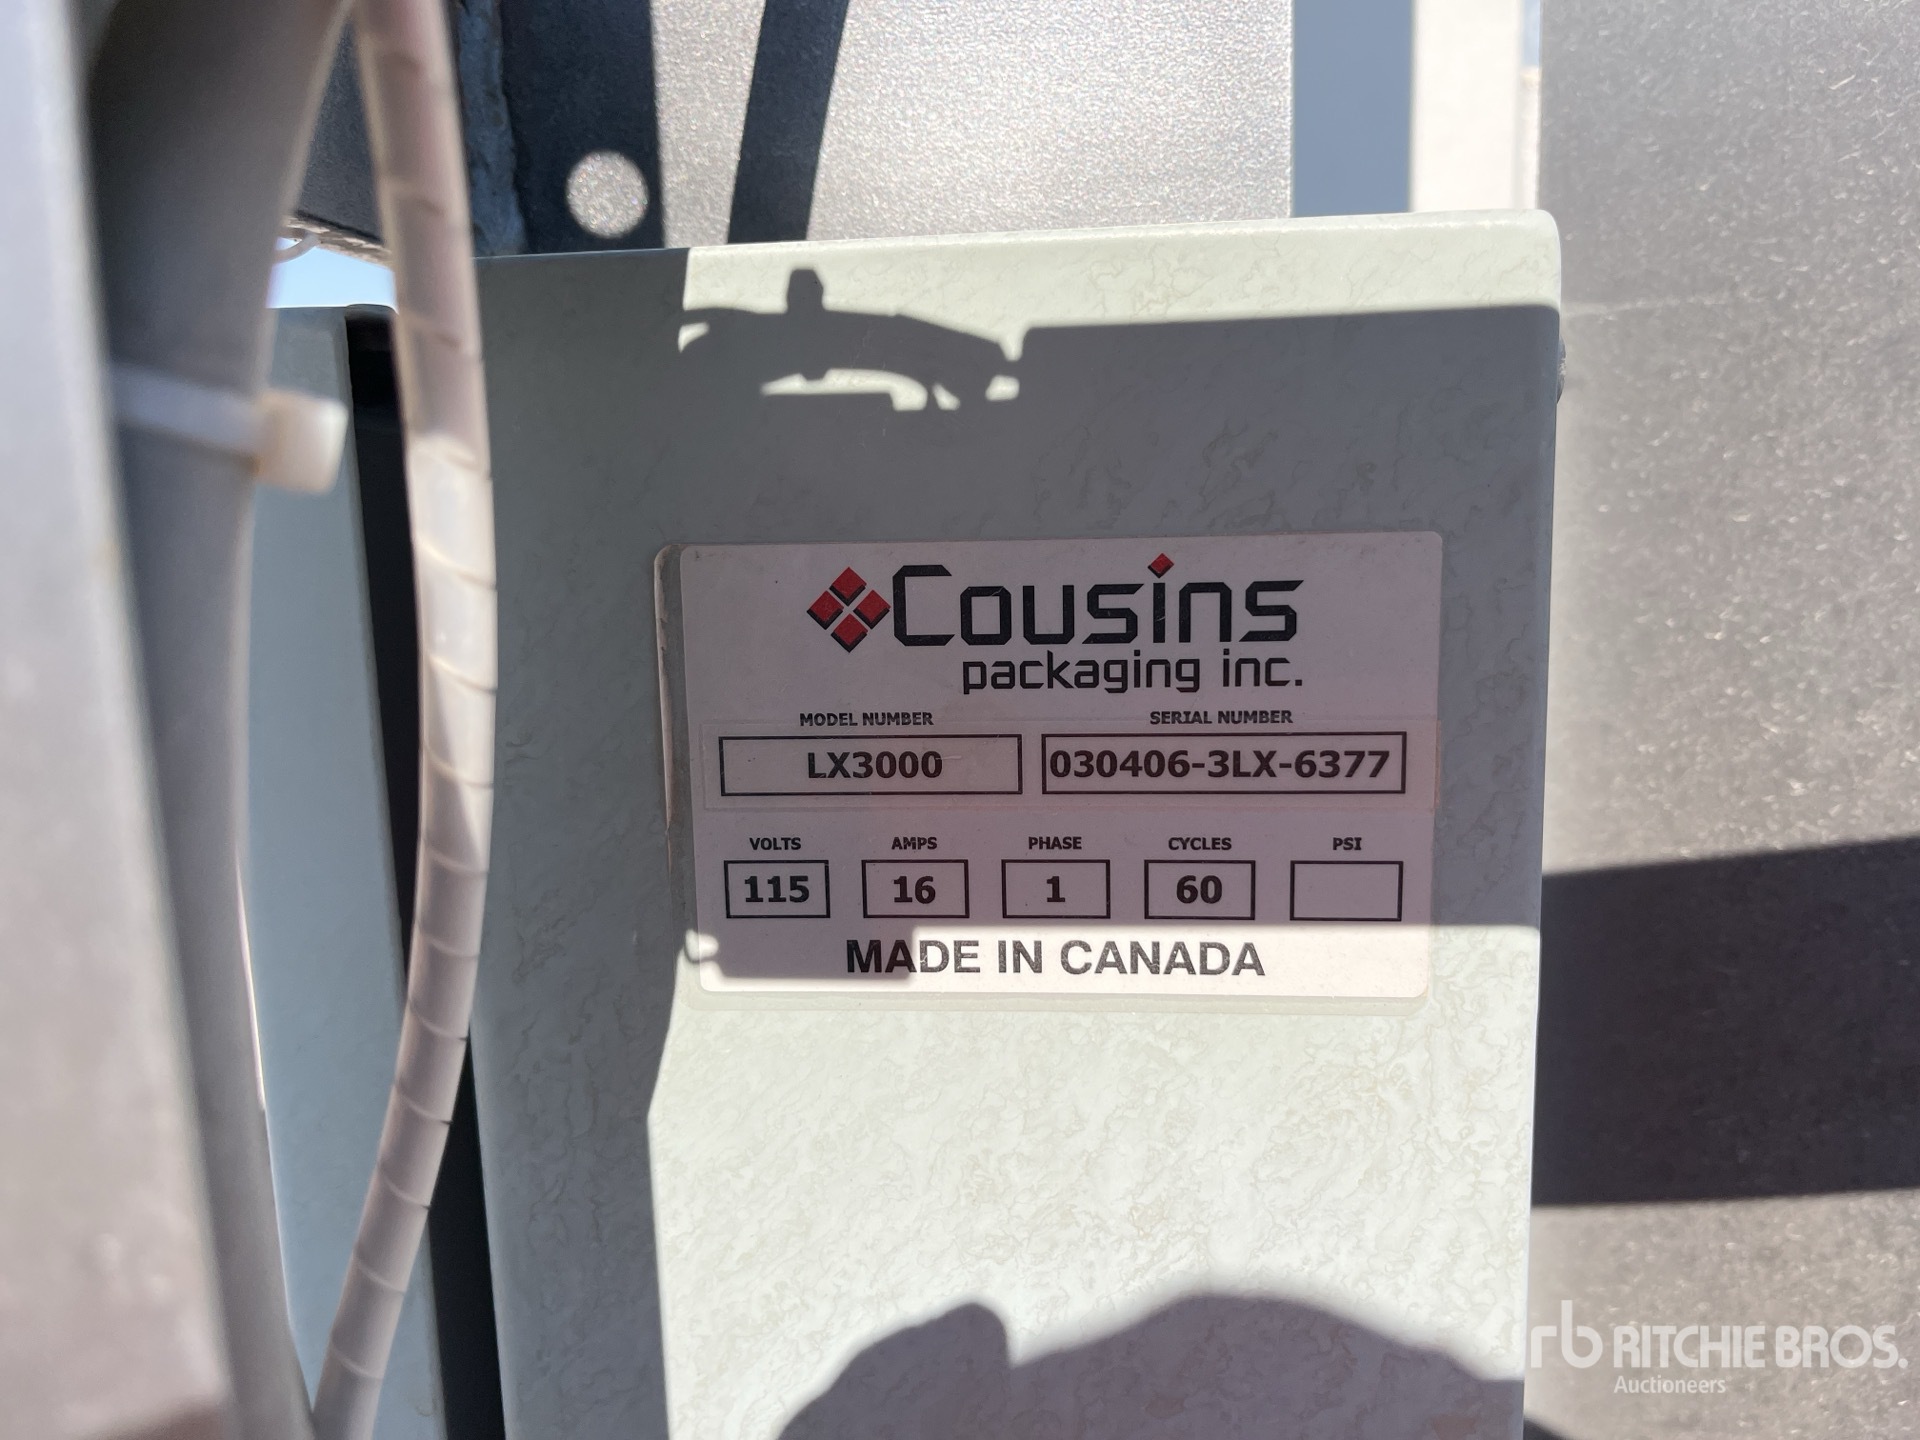 Cousins
packaging inc.
MODEL NUMBER SERIAL NUMBER
LX3000 030406-3LX-6377
VOLTS AMPS PHASE CYCLES PSI
115 16 1 60
MADE IN CANADA
rb RITCHIE BROS.
Auctioneers